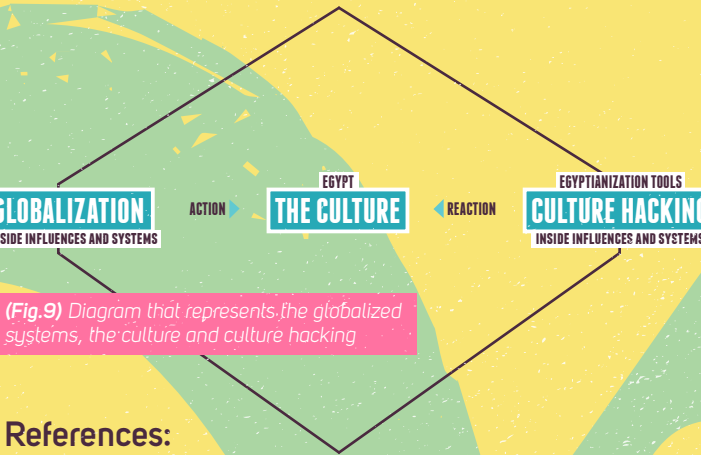 EGYPT
EGYPTIANIZATION TOOLS
GLOBALIZATION
ACTION
THE CULTURE
REACTION
CULTURE HACKING
SIDE INFLUENCES AND SYSTEMS
INSIDE INFLUENCES AND SYSTEMS
(Fig.9) Diagram that represents the globalized
systems, the culture and culture hacking
References: